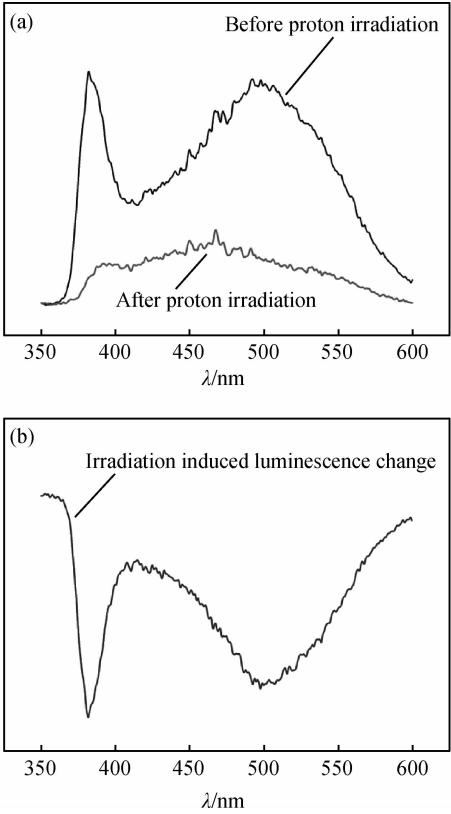 (a)
Before proton irradiation
After proton irradiation
350 400 450 500 550 600
λ/nm
(b)
Irradiation induced luminescence change
350 400 450 500 550 600
λ/nm